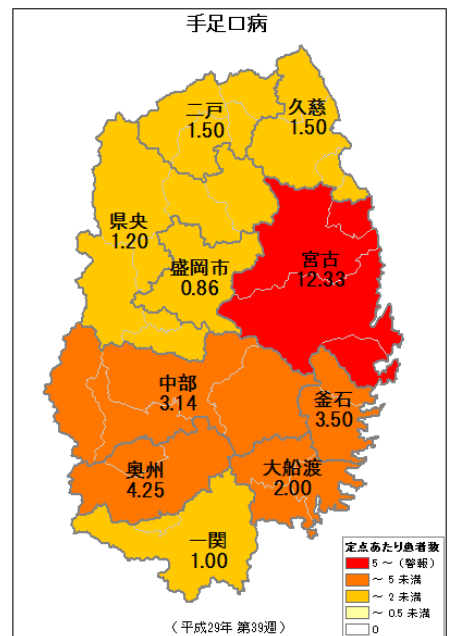 手足口病
二戸
1.50
久慈
1.50
県央
1.20
盛岡市
0.86
宮古
12.33
中部
3.14
釜石
3.50
奥州
4.25
大船渡
2.00
一関
1.00
定点あたり患者数
5 ～ (警報)
～ 5 未満
～ 2 未満
～ 0.5 未満
0
(平成29年 第39週)